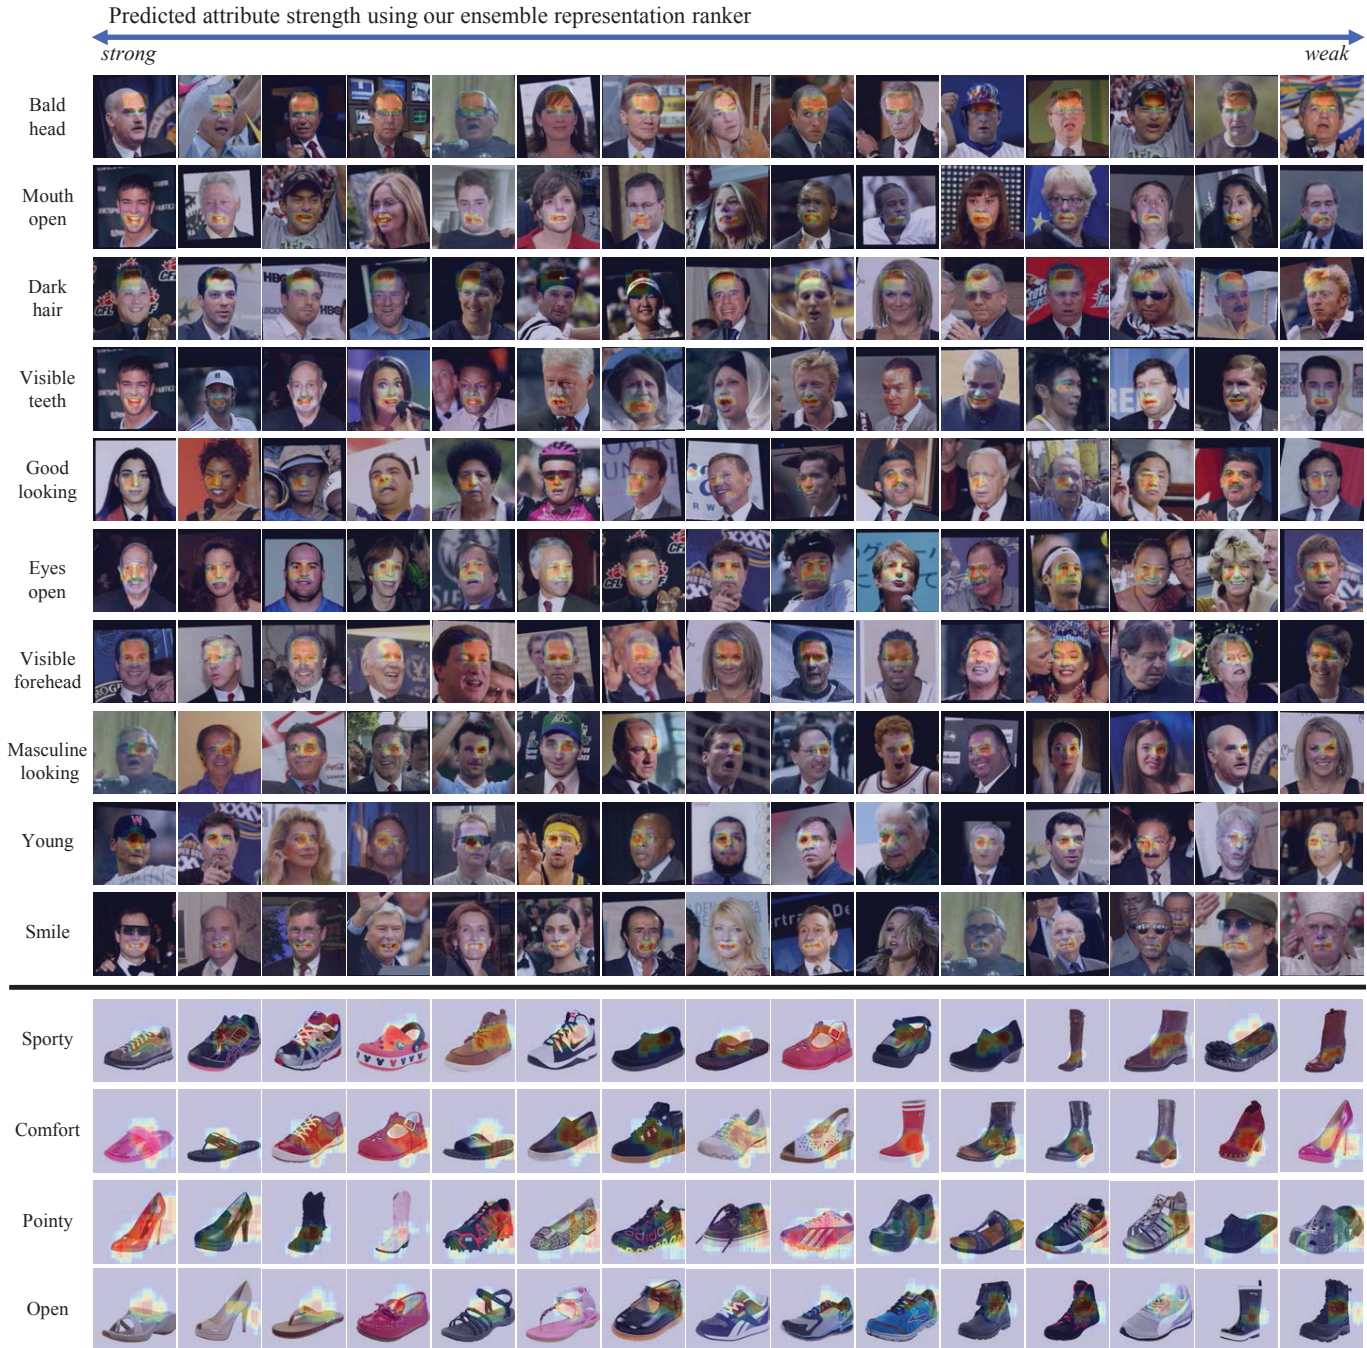 Predicted attribute strength using our ensemble representation ranker
strong
weak
Bald
head
Mouth
open
Dark
hair
Visible
teeth
Good
looking
Eyes
open
Visible
forehead
Masculine
looking
Young
Smile
Sporty
Comfort
Pointy
Open